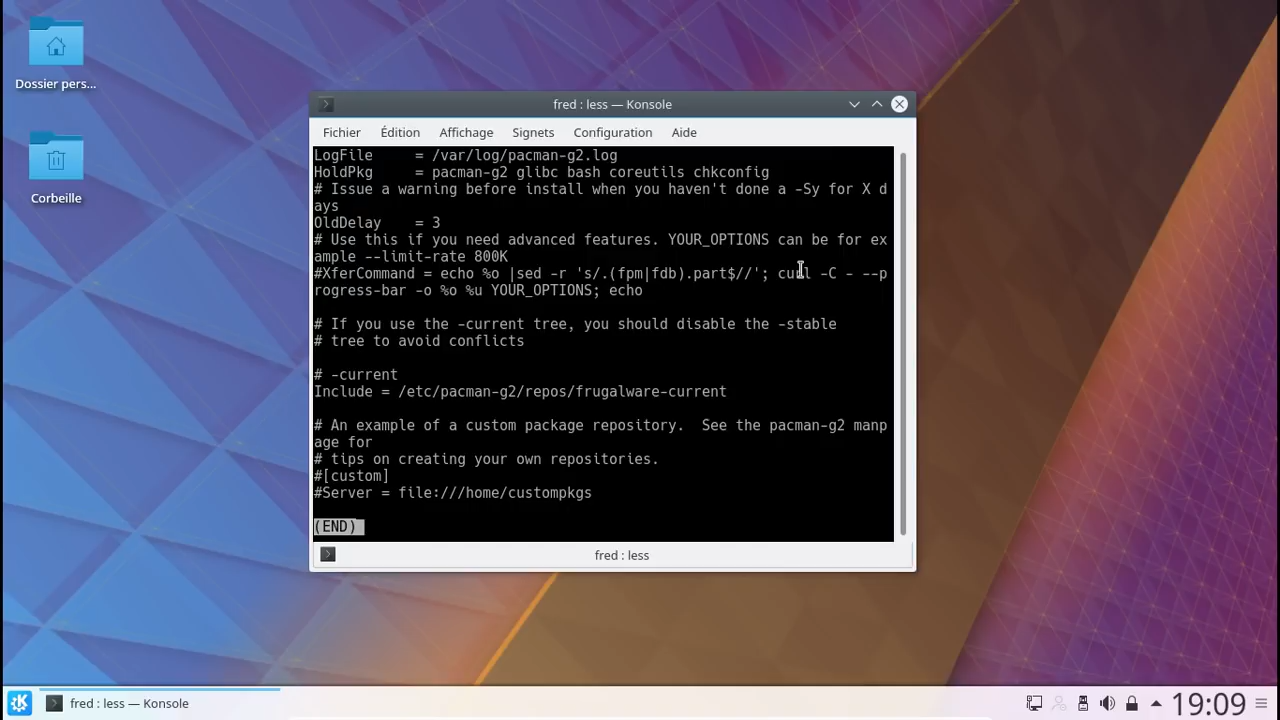 Dossier pers...
Corbeille
fred : less — Konsole
Fichier Édition Affichage Signets Configuration Aide
LogFile     = /var/log/pacman-g2.log
HoldPkg     = pacman-g2 glibc bash coreutils chkconfig
# Issue a warning before install when you haven't done a -Sy for X d
ays
OldDelay    = 3
# Use this if you need advanced features. YOUR_OPTIONS can be for ex
ample --limit-rate 800K
#XferCommand = echo %o |sed -r 's/.(fpm|fdb).part$//'; curl -C - --p
rogress-bar -o %o %u YOUR_OPTIONS; echo
# If you use the -current tree, you should disable the -stable
# tree to avoid conflicts
# -current
Include = /etc/pacman-g2/repos/frugalware-current
# An example of a custom package repository.  See the pacman-g2 manp
age for
# tips on creating your own repositories.
#[custom]
#Server = file:///home/custompkgs
(END)
fred : less
fred : less — Konsole
19:09